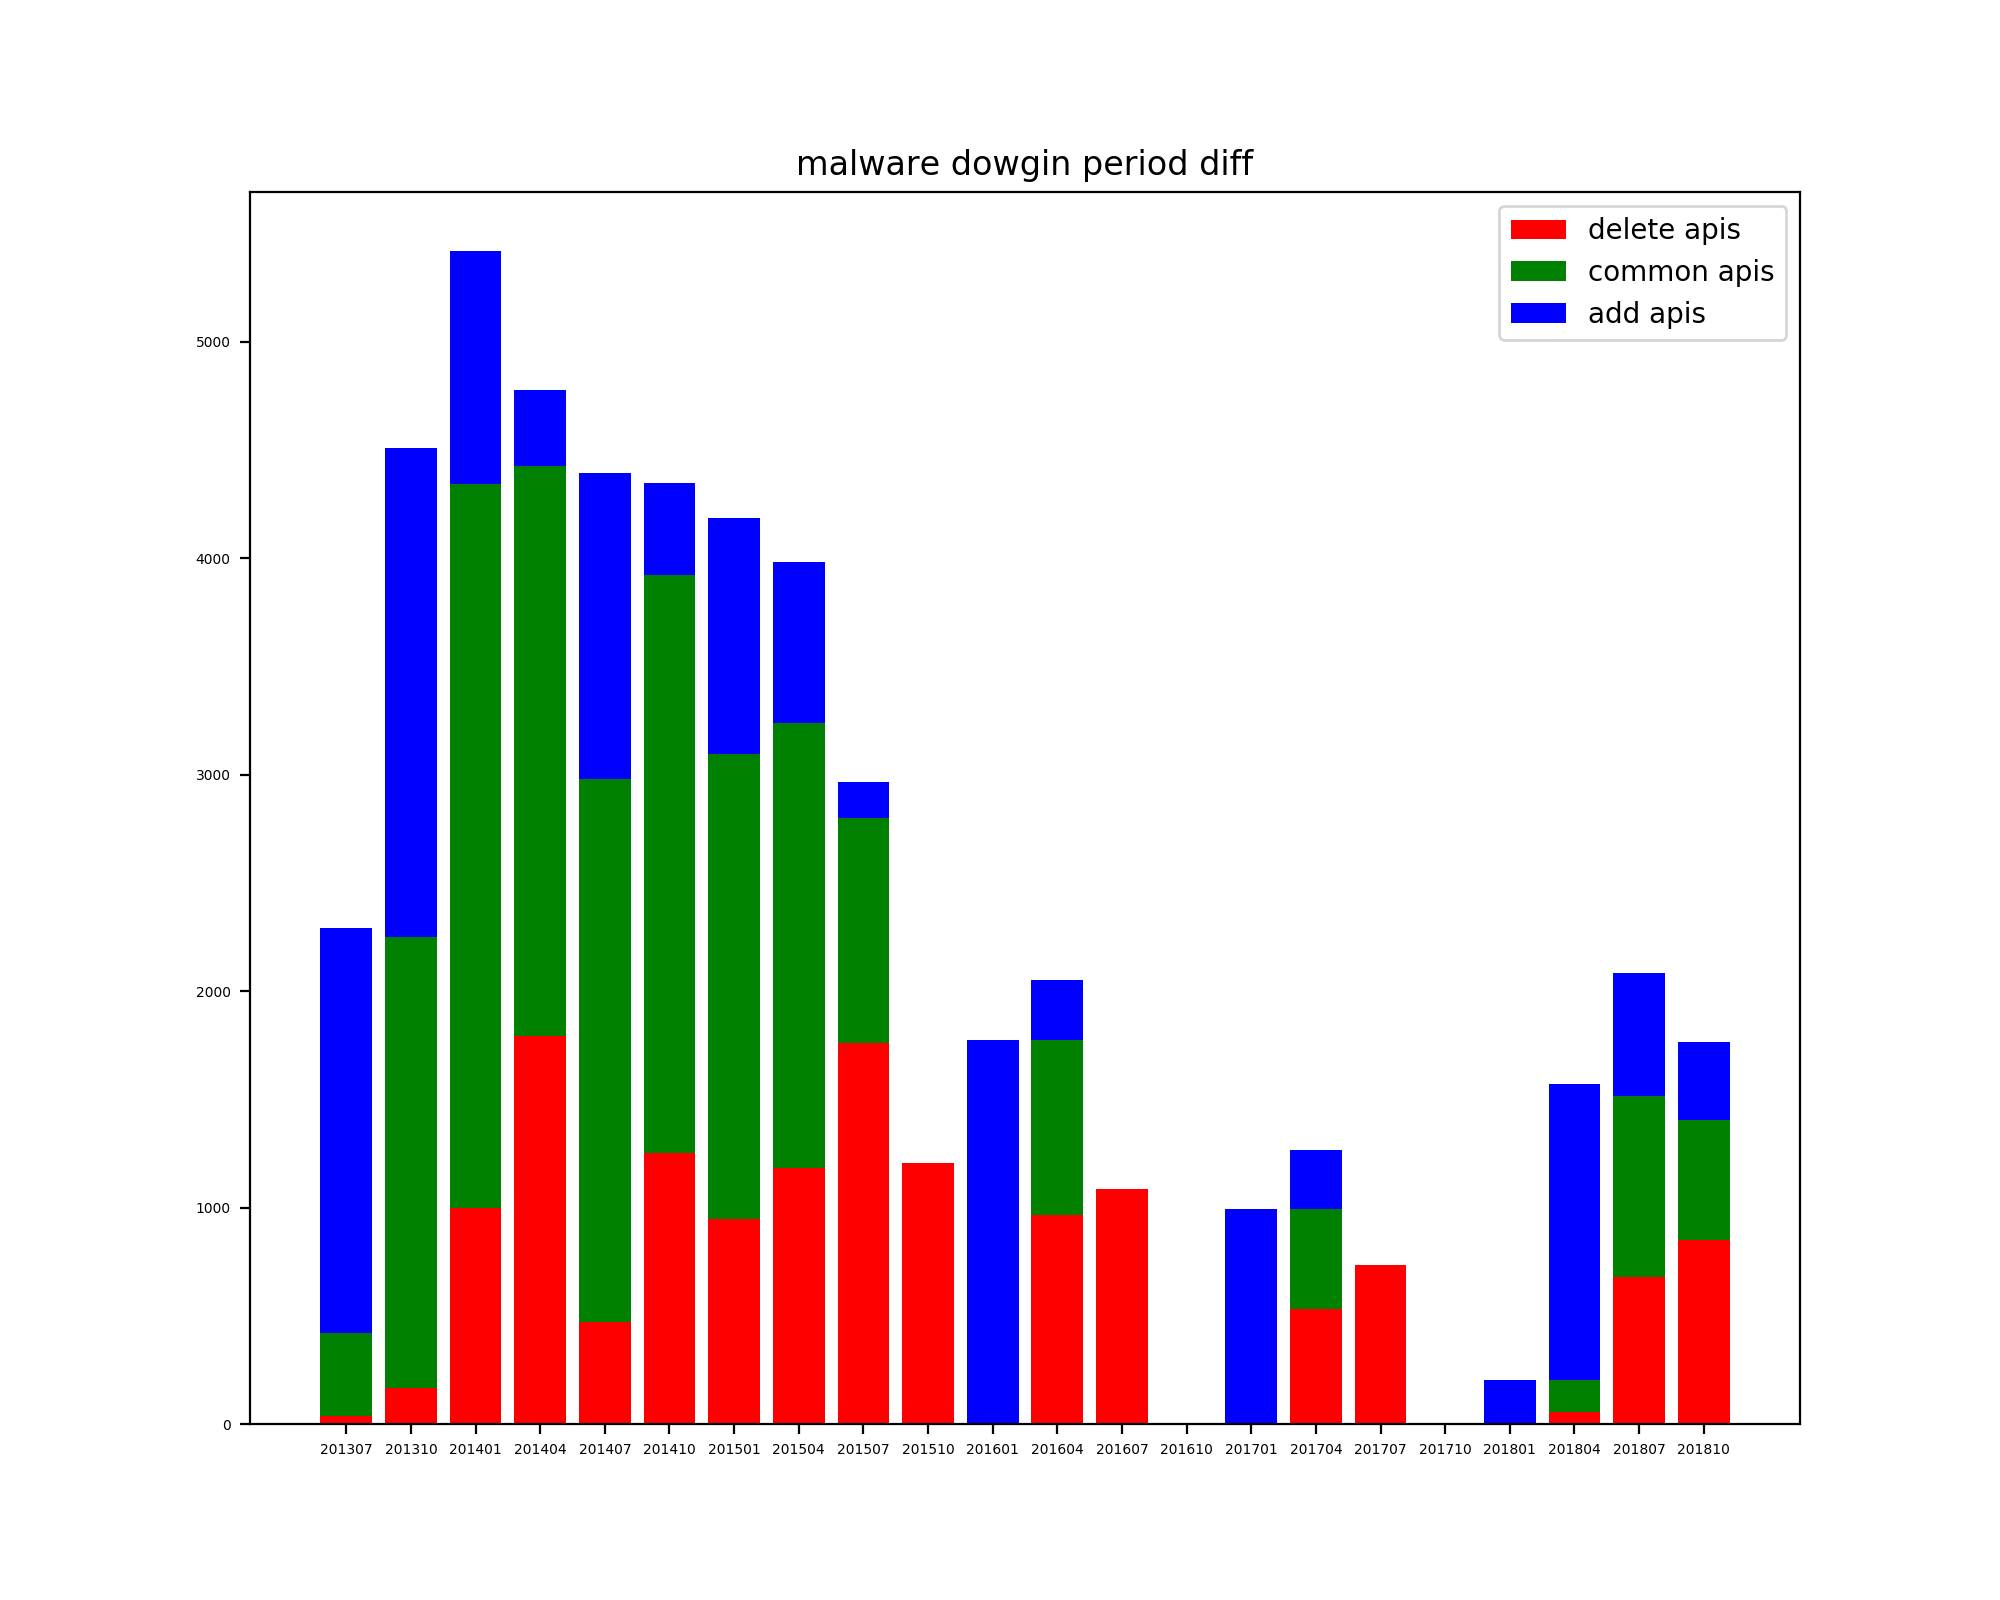 malware dowgin period diff
delete apis
common apis
add apis
5000
4000
3000
2000
1000
0
201307 201310 201401 201404 201407 201410 201501 201504 201507 201510 201601 201604 201607 201610 201701 201704 201707 201710 201801 201804 201807 201810